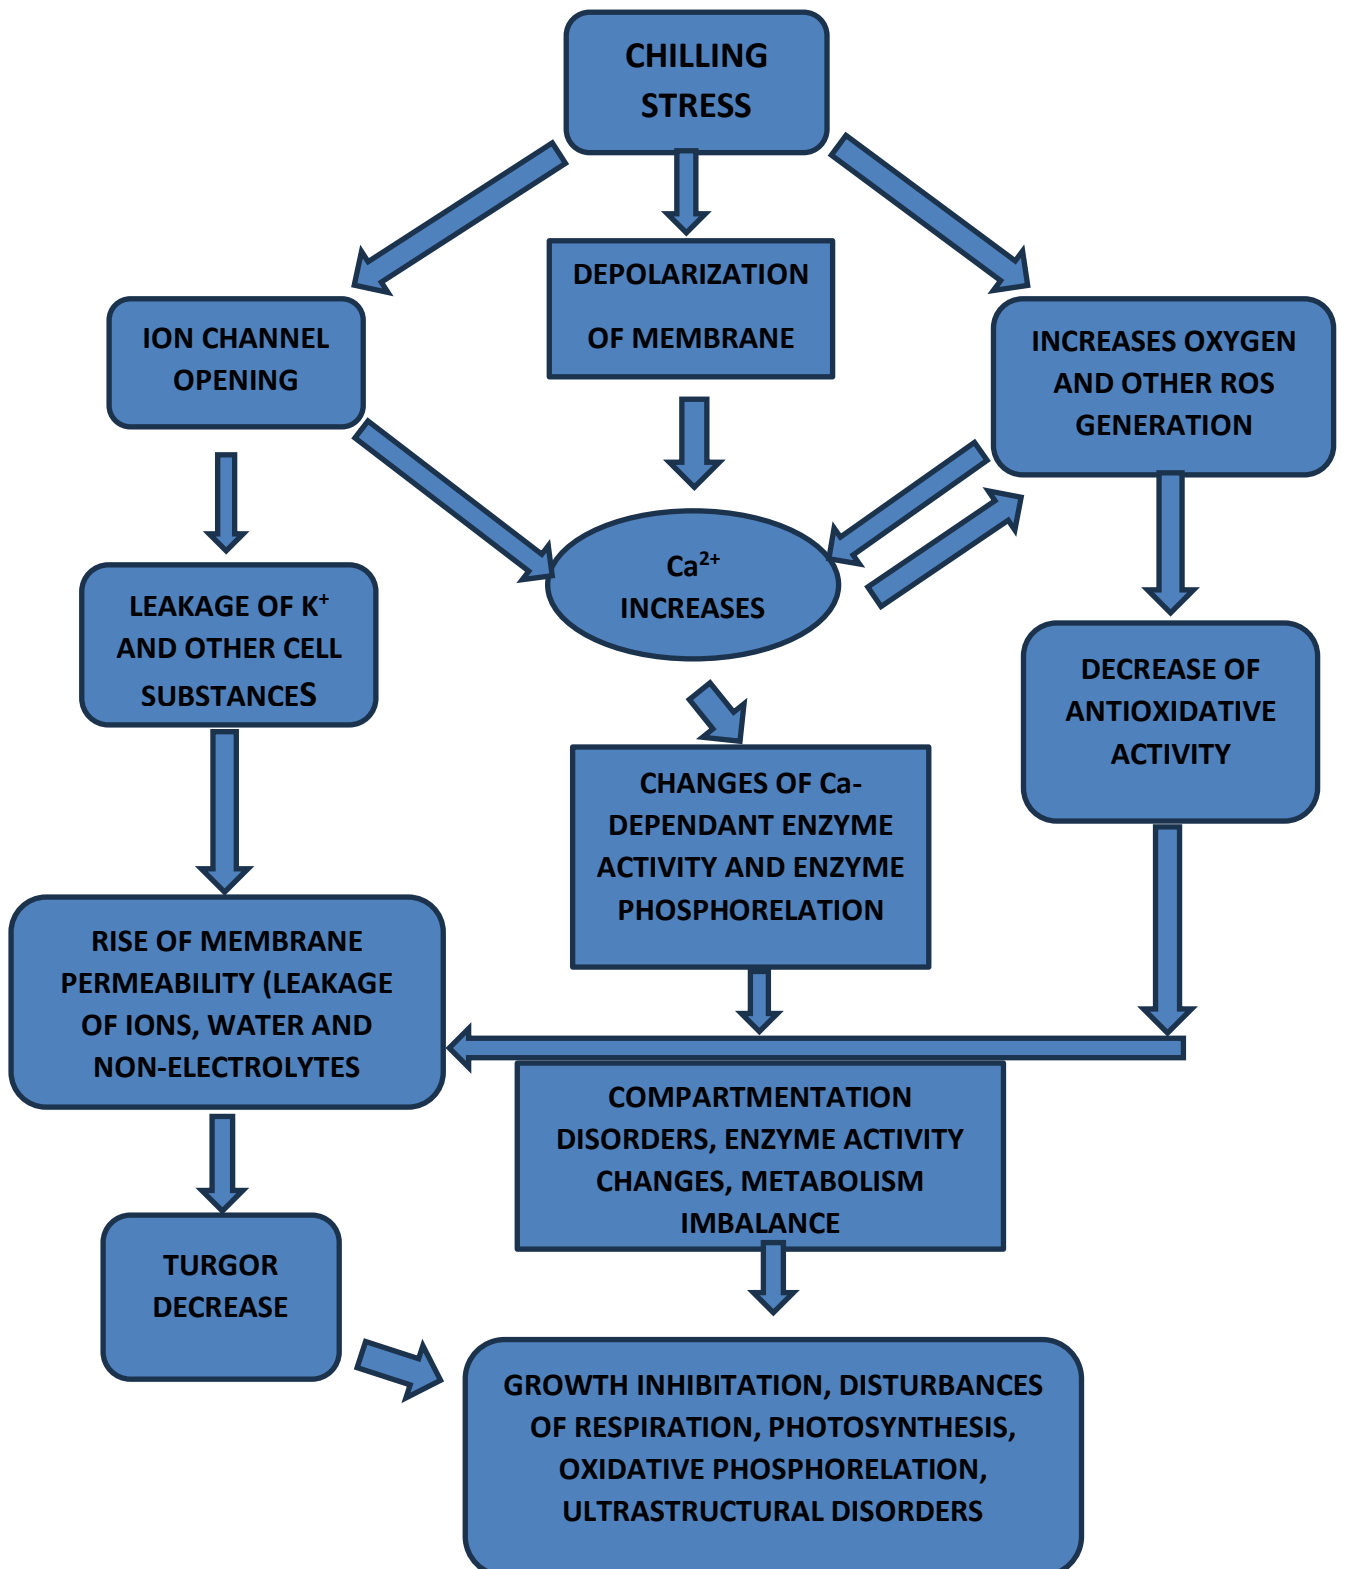 CHILLING
STRESS
DEPOLARIZATION
OF MEMBRANE
ION CHANNEL
OPENING
INCREASES OXYGEN
AND OTHER ROS
GENERATION
Ca²⁺
INCREASES
LEAKAGE OF K⁺
AND OTHER CELL
SUBSTANCES
DECREASE OF
ANTIOXIDATIVE
ACTIVITY
CHANGES OF Ca-
DEPENDANT ENZYME
ACTIVITY AND ENZYME
PHOSPHORELATION
RISE OF MEMBRANE
PERMEABILITY (LEAKAGE
OF IONS, WATER AND
NON-ELECTROLYTES
COMPARTMENTATION
DISORDERS, ENZYME ACTIVITY
CHANGES, METABOLISM
IMBALANCE
TURGOR
DECREASE
GROWTH INHIBITATION, DISTURBANCES
OF RESPIRATION, PHOTOSYNTHESIS,
OXIDATIVE PHOSPHORELATION,
ULTRASTRUCTURAL DISORDERS